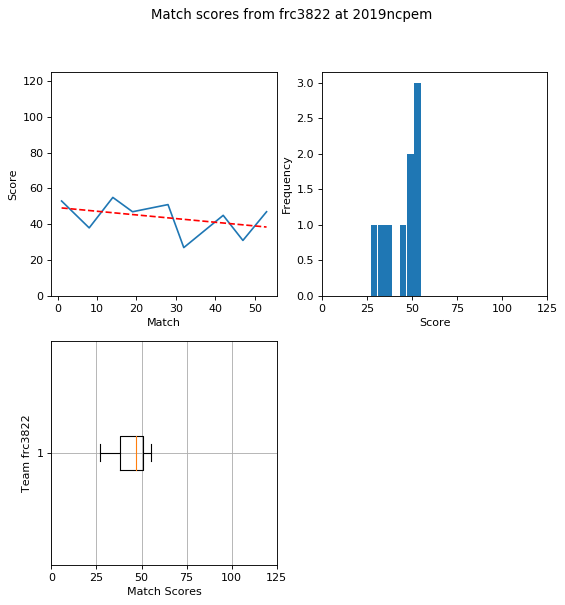 Match scores from frc3822 at 2019ncpem
120
100
80
60
40
20
0
Score
0 10 20 30 40 50
Match
3.0
2.5
2.0
1.5
1.0
0.5
0.0
Frequency
0 25 50 75 100 125
Score
1
Team frc3822
0 25 50 75 100 125
Match Scores